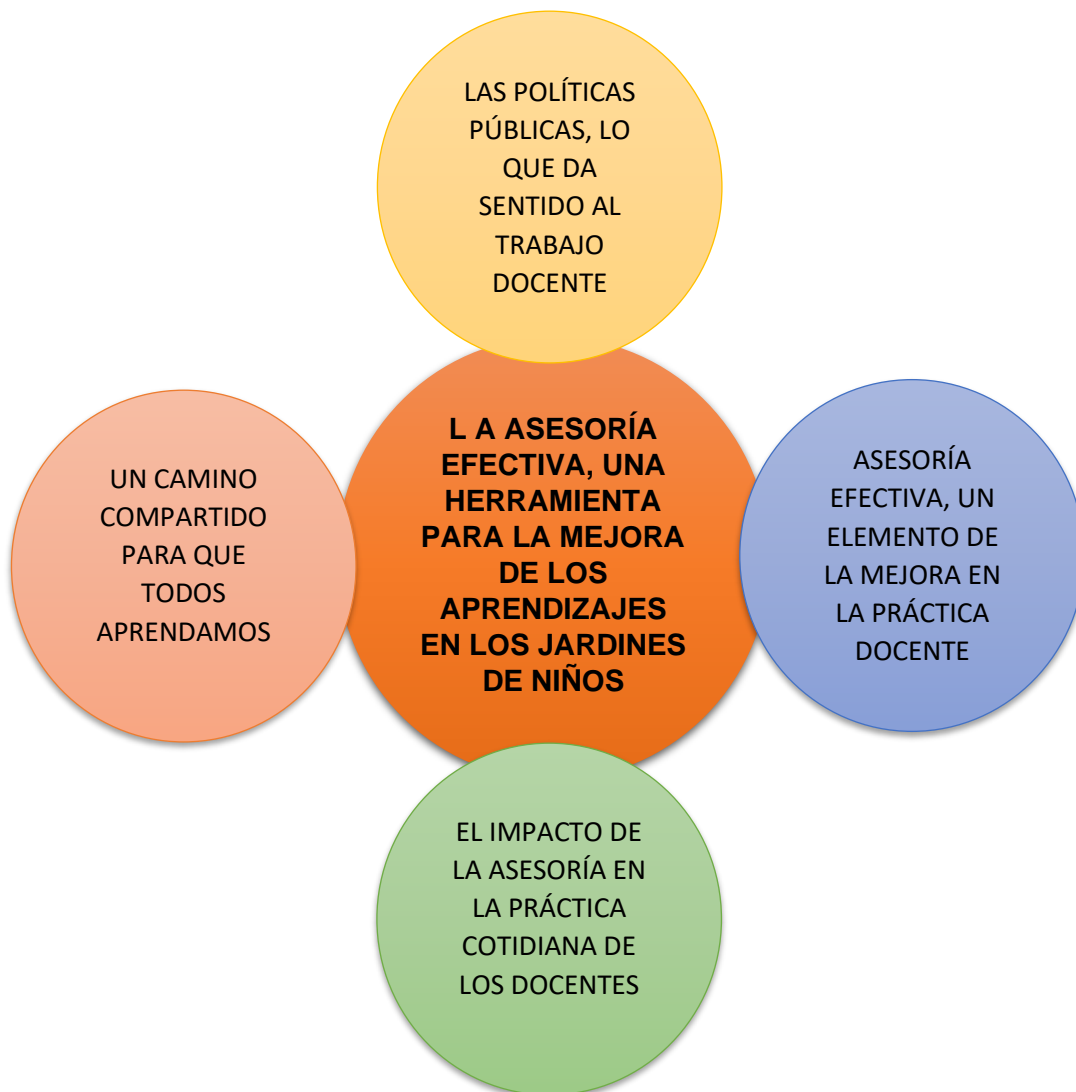 LAS POLÍTICAS
PÚBLICAS, LO
QUE DA
SENTIDO AL
TRABAJO
DOCENTE
L A ASESORÍA
EFECTIVA, UNA
HERRAMIENTA
PARA LA MEJORA
DE LOS
APRENDIZAJES
EN LOS JARDINES
DE NIÑOS
UN CAMINO
COMPARTIDO
PARA QUE
TODOS
APRENDAMOS
ASESORÍA
EFECTIVA, UN
ELEMENTO DE
LA MEJORA EN
LA PRÁCTICA
DOCENTE
EL IMPACTO DE
LA ASESORÍA EN
LA PRÁCTICA
COTIDIANA DE
LOS DOCENTES